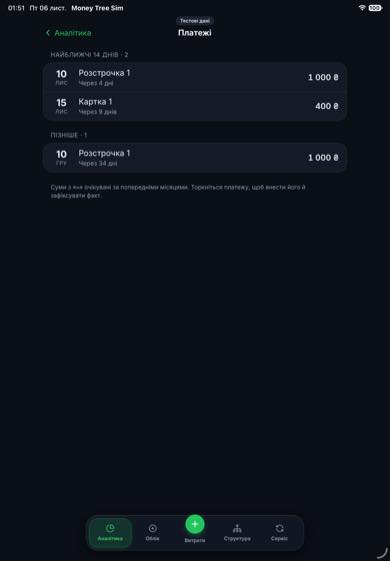 01:51 Пт 06 лист. Money Tree Sim
100
Тестові дані
Аналітика
Платежі
НАЙБЛИЖЧІ 14 ДНІВ · 2
10 Розстрочка 1
ЛИС Через 4 дні
1 000 ₴
15 Картка 1
ЛИС Через 9 днів
400 ₴
ПІЗНІШЕ · 1
10 Розстрочка 1
ГРУ Через 34 дні
1 000 ₴
Суми з «≈» очікувані за попередніми місяцями. Торкніться платежу, щоб внести його й
зафіксувати факт.
Аналітика Облік Витрати Структура Сервіс